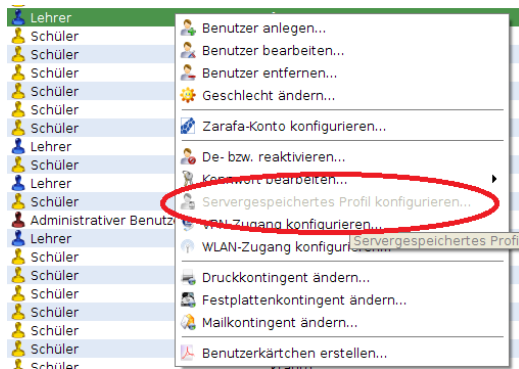 Lehrer
Schüler
Schüler
Schüler
Schüler
Schüler
Schüler
Lehrer
Schüler
Lehrer
Schüler
Administrativer Benutz
Lehrer
Schüler
Schüler
Schüler
Schüler
Schüler
Schüler
Schüler
Benutzer anlegen...
Benutzer bearbeiten...
Benutzer entfernen...
Geschlecht ändern...
Zarafa-Konto konfigurieren...
De- bzw. reaktivieren...
Kennwort bearbeiten...
Servergespeichertes Profil konfigurieren...
VPN-Zugang konfigurieren...
WLAN-Zugang konfigurieren...
Servergespeichertes Profi
Druckkontingent ändern...
Festplattenkontingent ändern...
Mailkontingent ändern...
Benutzerkärtchen erstellen...